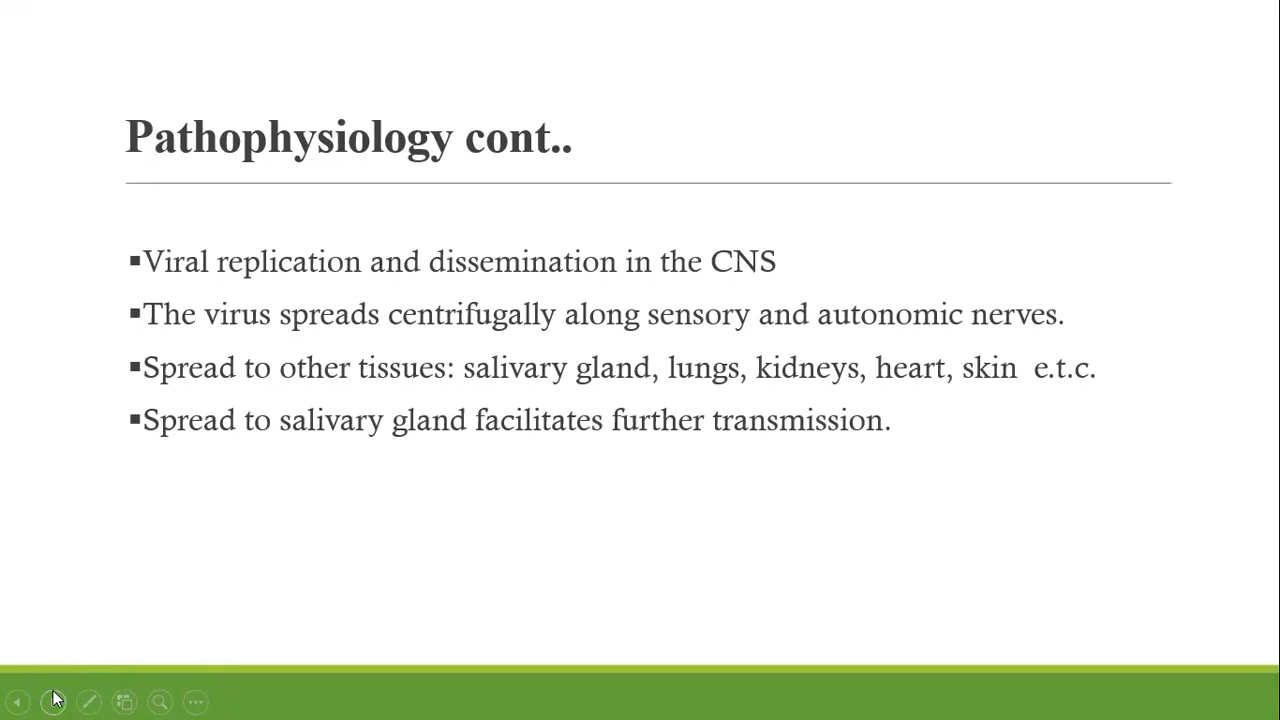 Pathophysiology cont..
▪Viral replication and dissemination in the CNS
▪The virus spreads centrifugally along sensory and autonomic nerves.
▪Spread to other tissues: salivary gland, lungs, kidneys, heart, skin  e.t.c.
▪Spread to salivary gland facilitates further transmission.